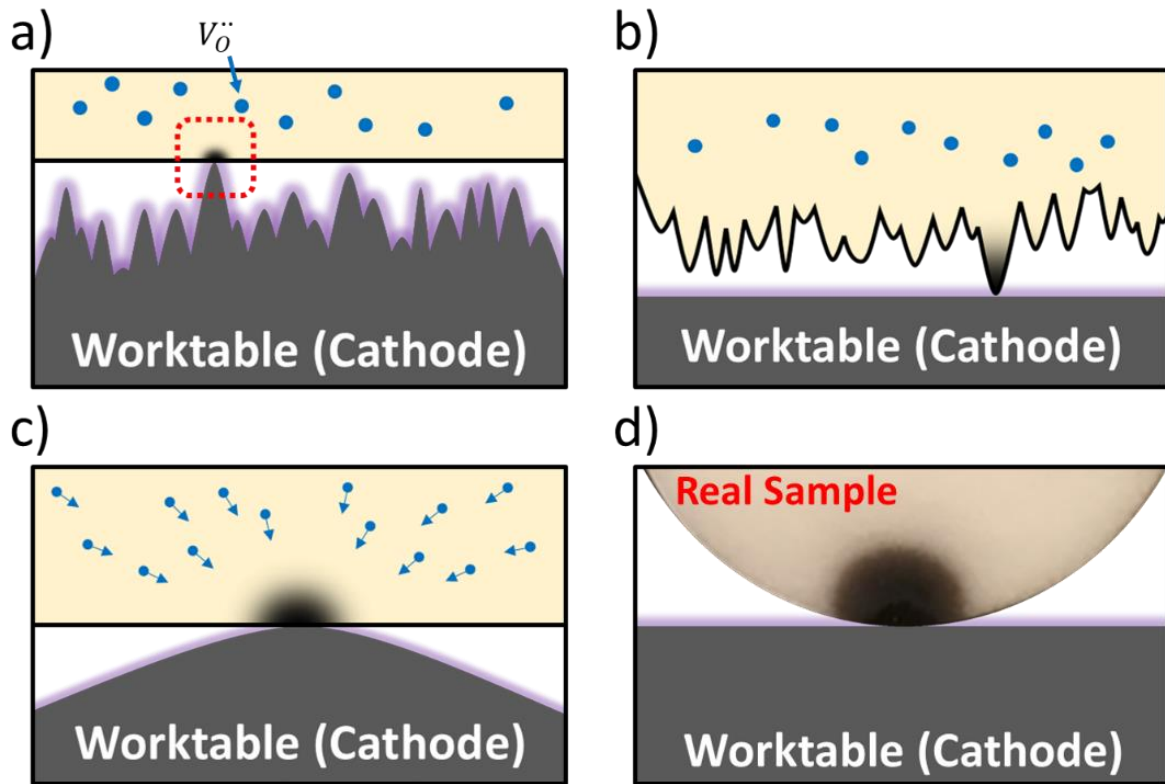 a)
V_O^{··}
Worktable (Cathode)
b)
Worktable (Cathode)
c)
Worktable (Cathode)
d)
Real Sample
Worktable (Cathode)